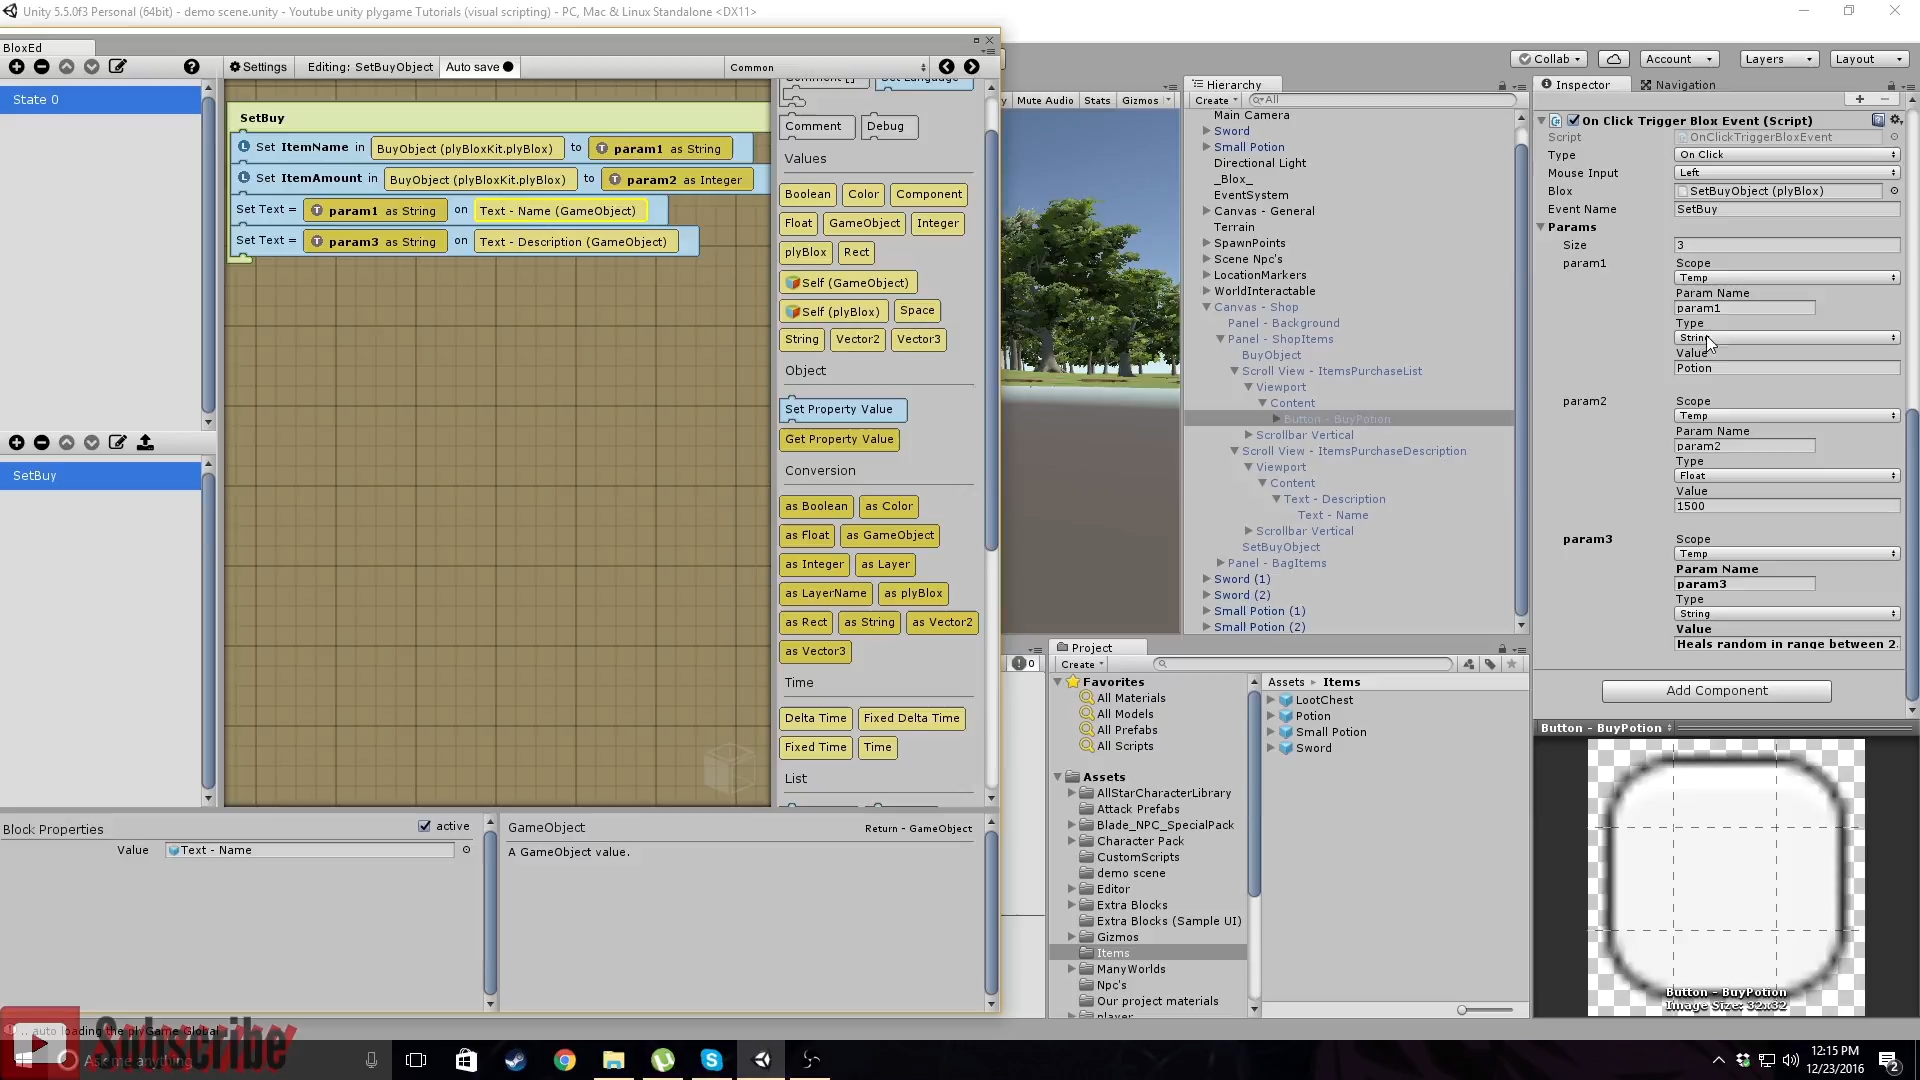 Unity 5.5.0f3 Personal (64bit) - demo scene.unity - Youtube unity plygame Tutorials (visual scripting) - PC, Mac & Linux Standalone <DX11>
BloxEd
Settings
Editing: SetBuyObject
Auto save
Common
State 0
SetBuy
SetBuy
Set ItemName in BuyObject (plyBloxKit.plyBlox) to param1 as String
Set ItemAmount in BuyObject (plyBloxKit.plyBlox) to param2 as Integer
Set Text = param1 as String on Text - Name (GameObject)
Set Text = param3 as String on Text - Description (GameObject)
Comment Debug
Values
Boolean Color Component
Float GameObject Integer
plyBlox Rect
Self (GameObject)
Self (plyBlox) Space
String Vector2 Vector3
Object
Set Property Value
Get Property Value
Conversion
as Boolean as Color
as Float as GameObject
as Integer as Layer
as LayerName as plyBlox
as Rect as String as Vector2
as Vector3
Time
Delta Time Fixed Delta Time
Fixed Time Time
List
Block Properties
active
Value Text - Name
GameObject
Return - GameObject
A GameObject value.
Mute Audio Stats Gizmos
Collab Account Layers Layout
Hierarchy
Create All
Main Camera
Sword
Small Potion
Directional Light
_Blox_
EventSystem
Canvas - General
Terrain
SpawnPoints
Scene Npc's
LocationMarkers
WorldInteractable
Canvas - Shop
Panel - Background
Panel - ShopItems
BuyObject
Scroll View - ItemsPurchaseList
Viewport
Content
Button - BuyPotion
Scrollbar Vertical
Scroll View - ItemsPurchaseDescription
Viewport
Content
Text - Description
Text - Name
Scrollbar Vertical
SetBuyObject
Panel - BagItems
Sword (1)
Sword (2)
Small Potion (1)
Small Potion (2)
0
Project
Create
Favorites
All Materials
All Models
All Prefabs
All Scripts
Assets
AllStarCharacterLibrary
Attack Prefabs
Blade_NPC_SpecialPack
Character Pack
CustomScripts
demo scene
Editor
Extra Blocks
Extra Blocks (Sample UI)
Gizmos
Items
ManyWorlds
Npc's
Our project materials
player
Assets Items
LootChest
Potion
Small Potion
Sword
Inspector Navigation
On Click Trigger Blox Event (Script)
Script OnClickTriggerBloxEvent
Type On Click
Mouse Input Left
Blox SetBuyObject (plyBlox)
Event Name SetBuy
Params
Size 3
param1 Scope
Temp
Param Name
param1
Type
String
Value
Potion
param2 Scope
Temp
Param Name
param2
Type
Float
Value
1500
param3 Scope
Temp
Param Name
param3
Type
String
Value
Heals random in range between 2.
Add Component
Button - BuyPotion
Button - BuyPotion
Image Size: 32x32
.. auto loading the plyGame Global
Subscribe
Ask me anything
12:15 PM
12/23/2016
2